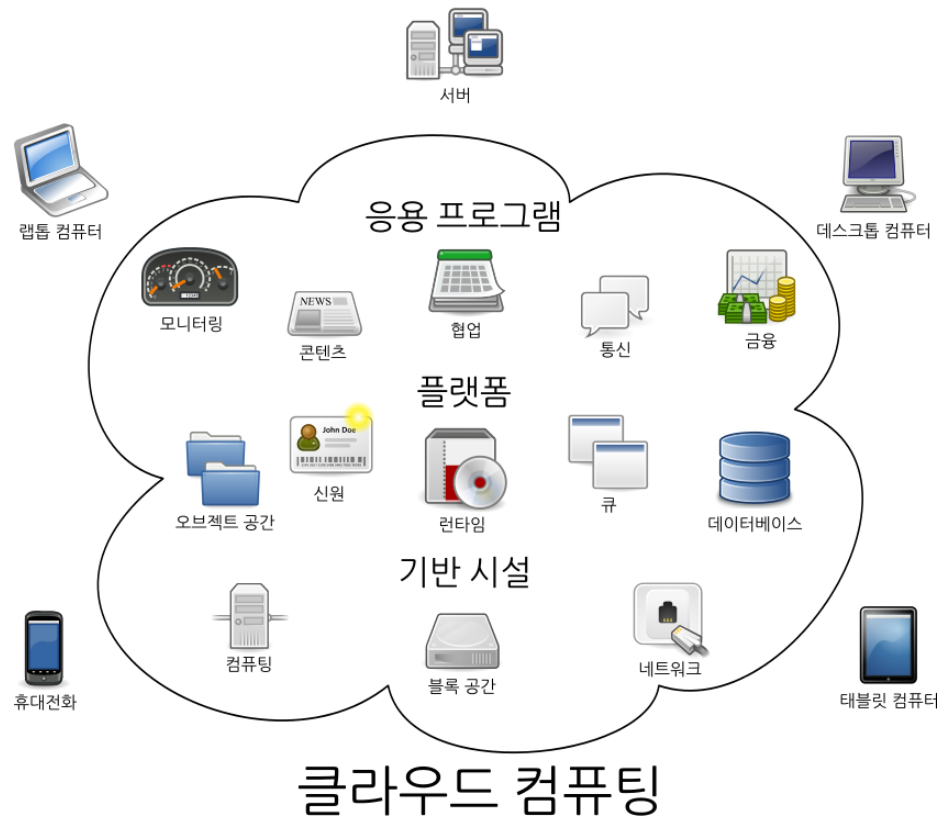 서버
랩톱 컴퓨터
데스크톱 컴퓨터
응용 프로그램
모니터링
NEWS
콘텐츠
협업
통신
금융
플랫폼
John Doe
오브젝트 공간
신원
런타임
큐
데이터베이스
기반 시설
컴퓨팅
블록 공간
네트워크
휴대전화
태블릿 컴퓨터
클라우드 컴퓨팅